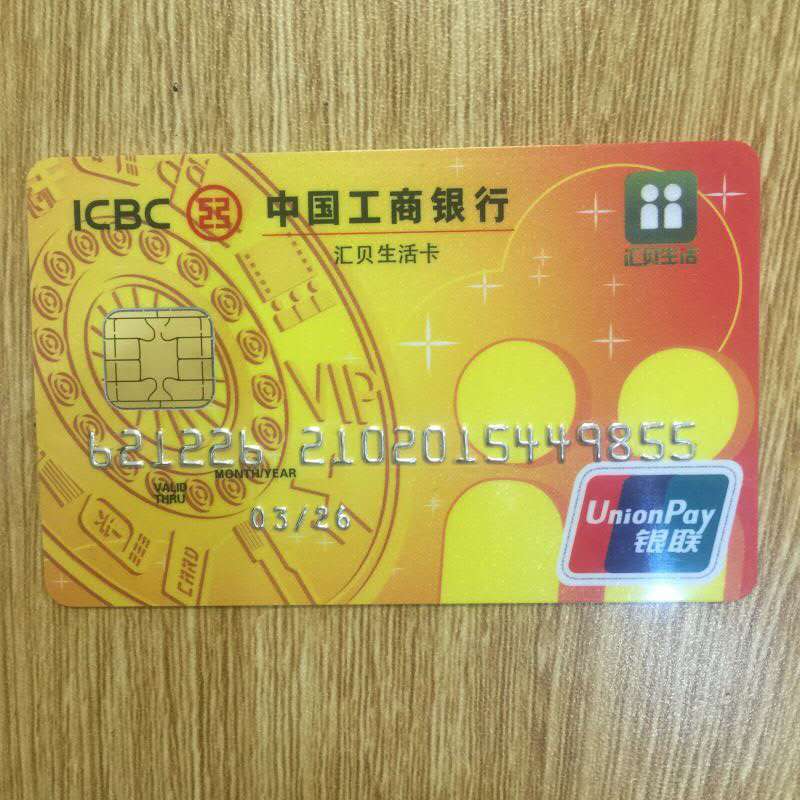 ICBC 中国工商银行
汇贝生活卡
汇贝生活
VIP
621226 2102015449855
MONTH/YEAR
VALID
THRU
03/26
CARD
UnionPay
银联